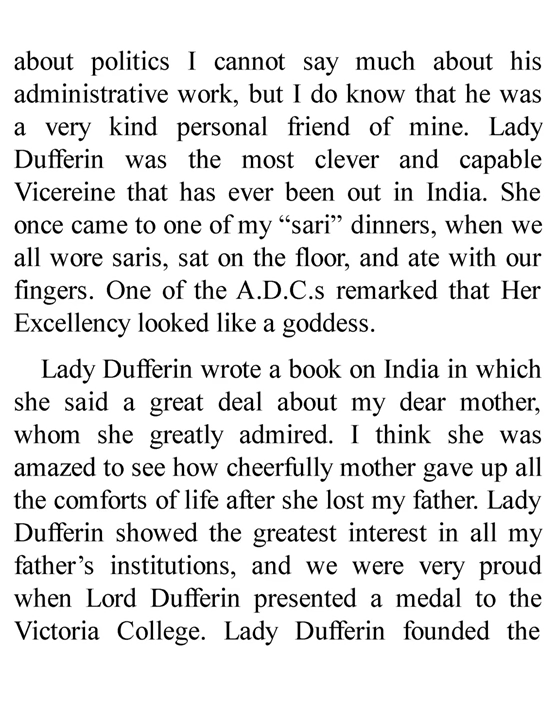 about politics I cannot say much about his
administrative work, but I do know that he was
a very kind personal friend of mine. Lady
Dufferin was the most clever and capable
Vicereine that has ever been out in India. She
once came to one of my “sari” dinners, when we
all wore saris, sat on the floor, and ate with our
fingers. One of the A.D.C.s remarked that Her
Excellency looked like a goddess.
Lady Dufferin wrote a book on India in which
she said a great deal about my dear mother,
whom she greatly admired. I think she was
amazed to see how cheerfully mother gave up all
the comforts of life after she lost my father. Lady
Dufferin showed the greatest interest in all my
father’s institutions, and we were very proud
when Lord Dufferin presented a medal to the
Victoria College. Lady Dufferin founded the